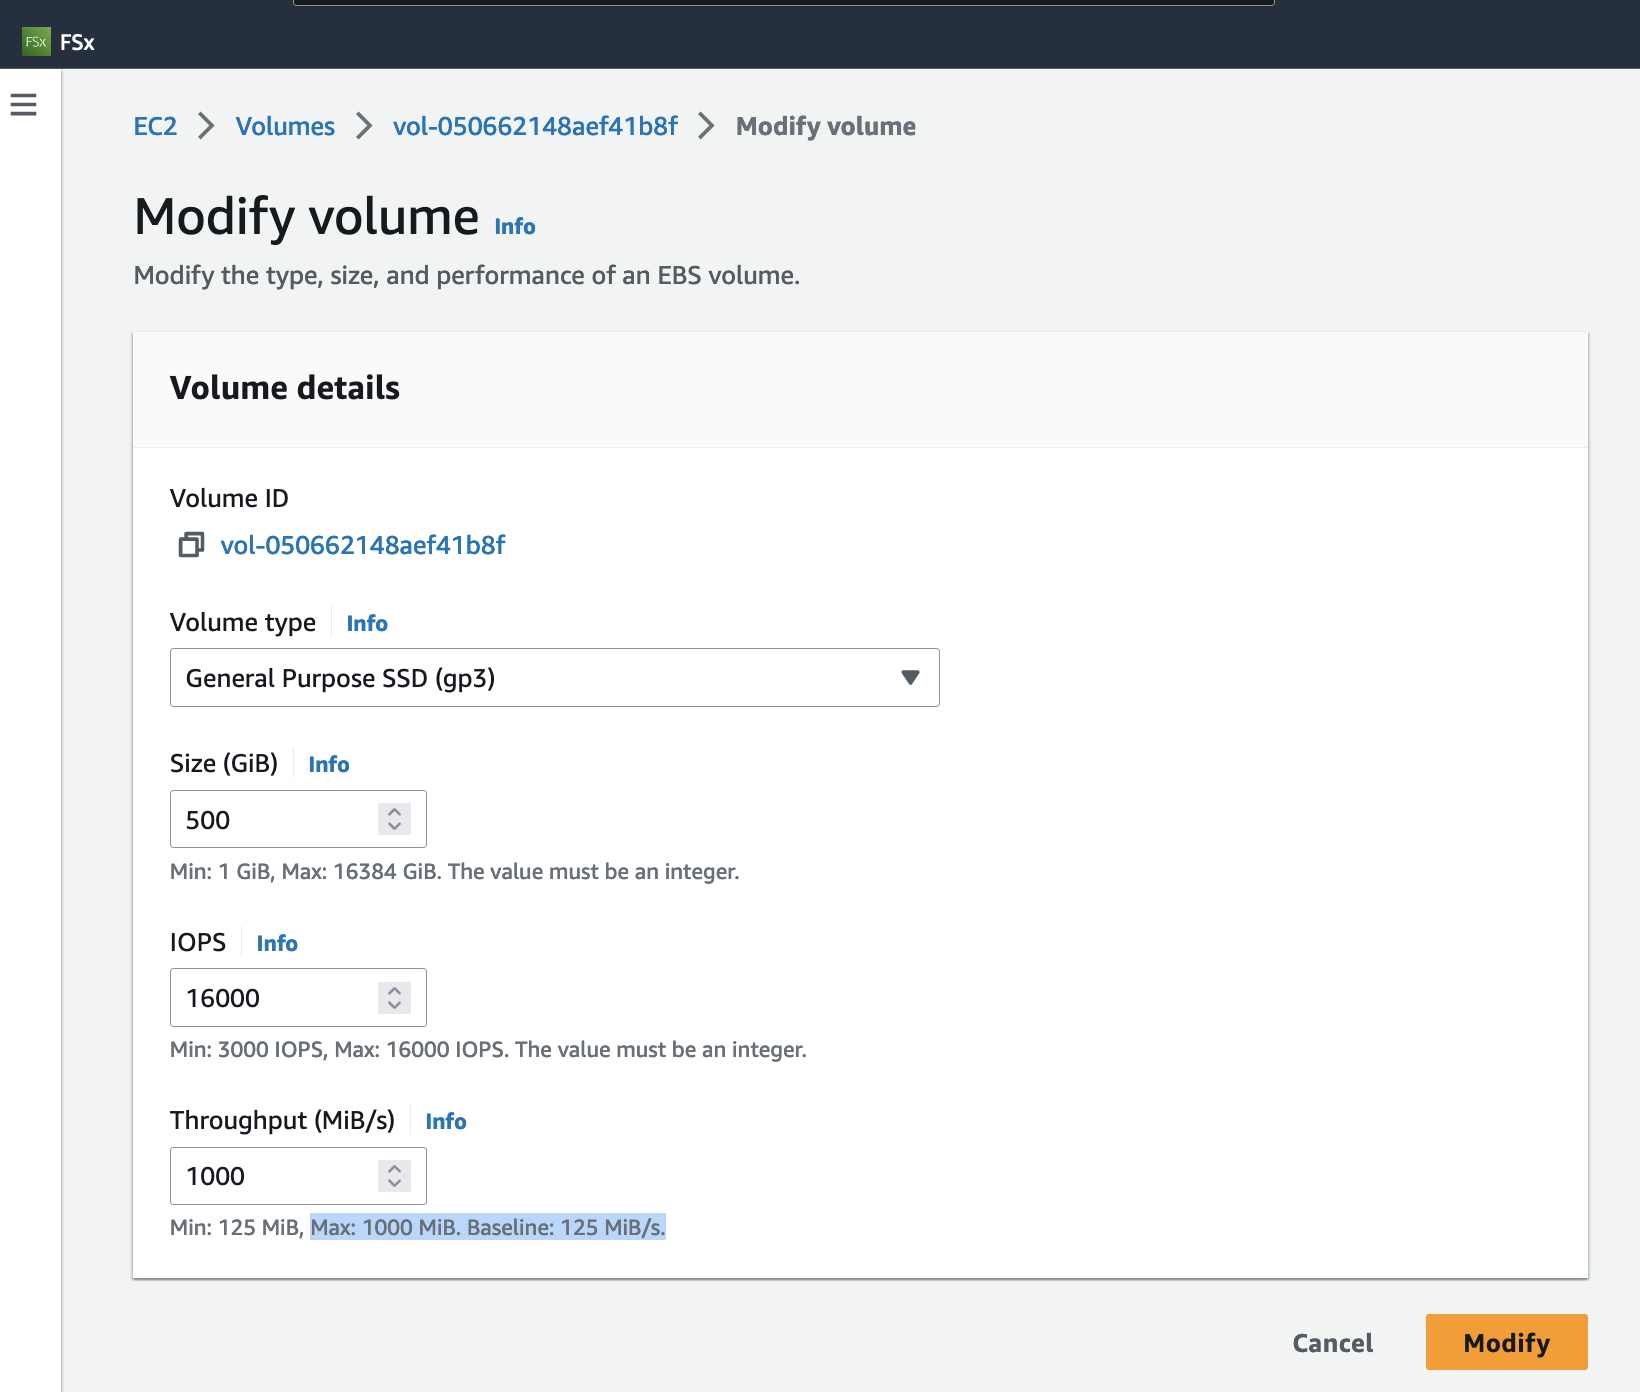 FSx FSx
EC2 Volumes vol-050662148aef41b8f Modify volume
Modify volume Info
Modify the type, size, and performance of an EBS volume.
Volume details
Volume ID
vol-050662148aef41b8f
Volume type Info
General Purpose SSD (gp3)
Size (GiB) Info
500
Min: 1 GiB, Max: 16384 GiB. The value must be an integer.
IOPS Info
16000
Min: 3000 IOPS, Max: 16000 IOPS. The value must be an integer.
Throughput (MiB/s) Info
1000
Min: 125 MiB, Max: 1000 MiB. Baseline: 125 MiB/s.
Cancel Modify